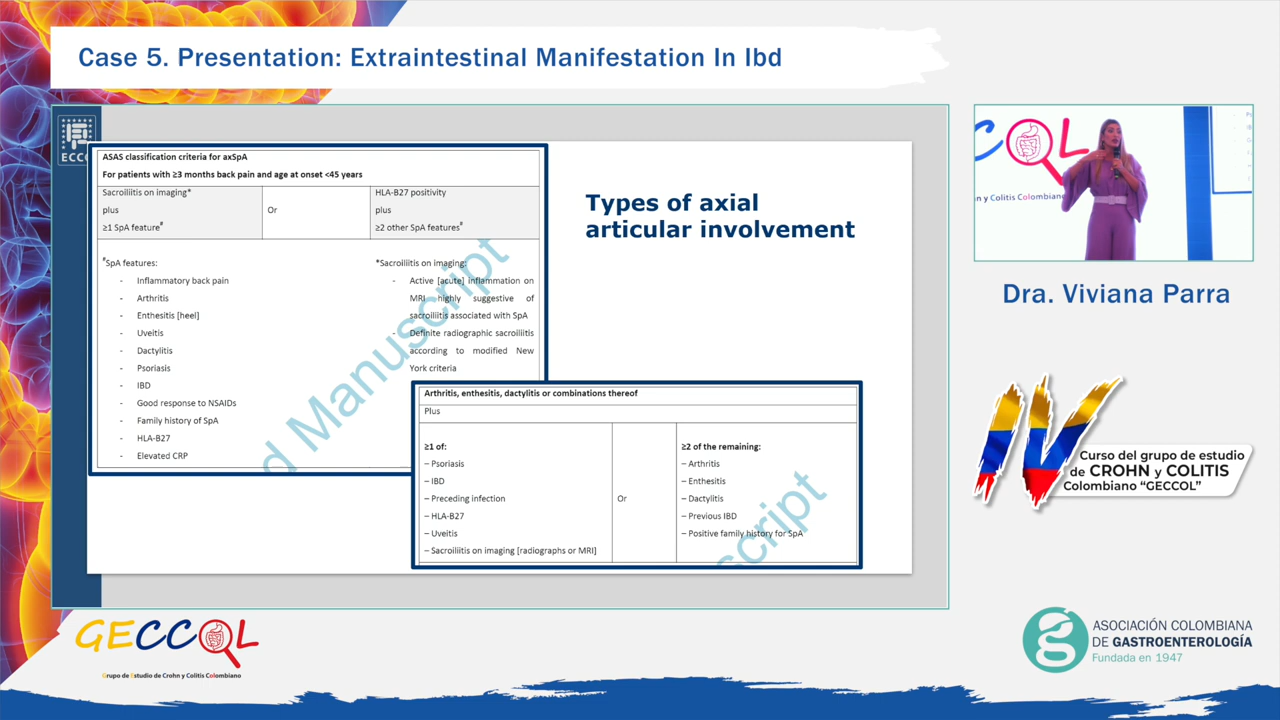 Case 5. Presentation: Extraintestinal Manifestation In Ibd
ECCO
ASAS classification criteria for axSpA
For patients with ≥3 months back pain and age at onset <45 years
Sacroiliitis on imaging*
plus
≥1 SpA feature#
Or
HLA-B27 positivity
plus
≥2 other SpA features#
#SpA features:
- Inflammatory back pain
- Arthritis
- Enthesitis [heel]
- Uveitis
- Dactylitis
- Psoriasis
- IBD
- Good response to NSAIDs
- Family history of SpA
- HLA-B27
- Elevated CRP
*Sacroiliitis on imaging:
- Active [acute] inflammation on
MRI highly suggestive of
sacroiliitis associated with SpA
- Definite radiographic sacroiliitis
according to modified New
York criteria
d Manuscript
Types of axial
articular involvement
Arthritis, enthesitis, dactylitis or combinations thereof
Plus
≥1 of:
– Psoriasis
– IBD
– Preceding infection
– HLA-B27
– Uveitis
– Sacroiliitis on imaging [radiographs or MRI]
Or
≥2 of the remaining:
– Arthritis
– Enthesitis
– Dactylitis
– Previous IBD
– Positive family history for SpA
script
C OL
n y Colitis Colombiano
Dra. Viviana Parra
IV
Curso del grupo de estudio
de CROHN y COLITIS
Colombiano “GECCOL”
GECCOL
Grupo de Estudio de Crohn y Colitis Colombiano
ASOCIACIÓN COLOMBIANA
DE GASTROENTEROLOGÍA
Fundada en 1947